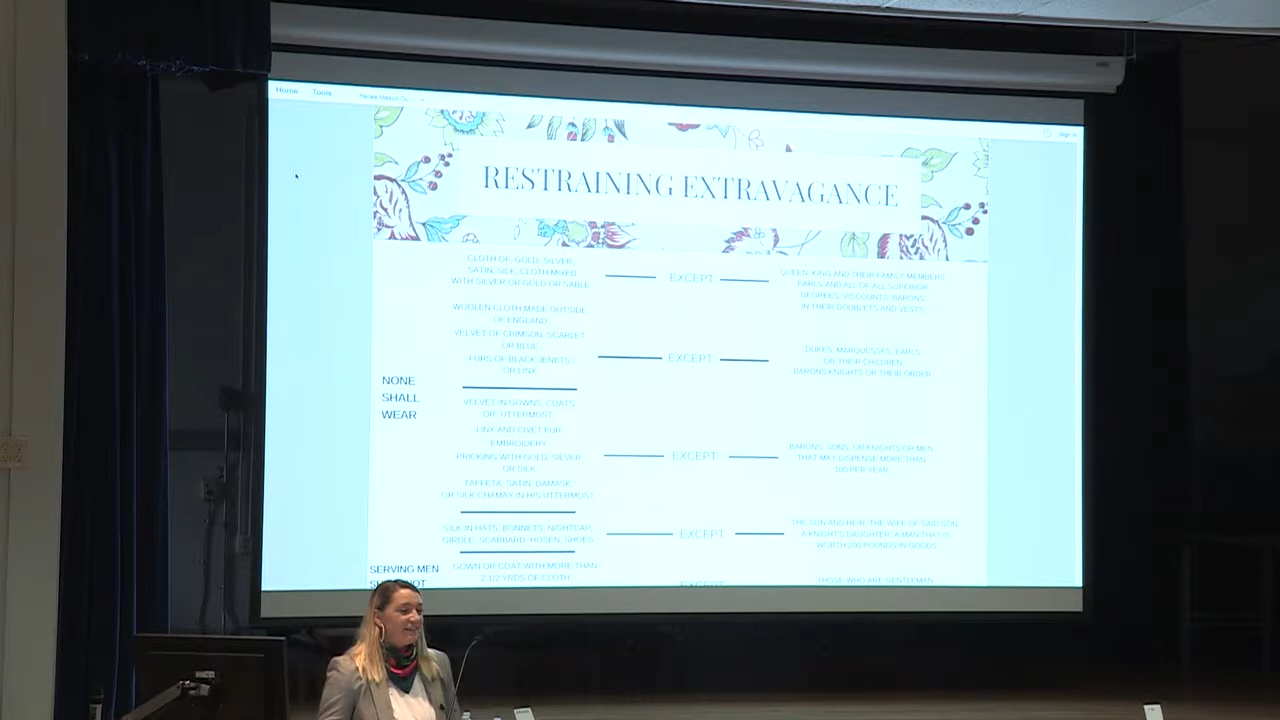 Home Tools
Sign In
RESTRAINING EXTRAVAGANCE
CLOTH OF, GOLD, SILVER,
SATIN, SILK, CLOTH MIXED
WITH SILVER OR GOLD OR SABLE
EXCEPT
QUEEN, KING AND THEIR FAMILY MEMBERS,
EARLS AND ALL OF ALL SUPERIOR
DEGREES, VISCOUNTS, BARONS
IN THEIR DOUBLETS AND VESTS.
WOOLEN CLOTH MADE OUTSIDE
OF ENGLAND
VELVET OF CRIMSON, SCARLET
OR BLUE
FURS OF BLACK JENETS
OR LINX
EXCEPT
DUKES, MARQUESSES, EARLS
OR THEIR CHILDREN,
BARONS KNIGHTS OR THEIR ORDER
NONE
SHALL
WEAR
VELVET IN GOWNS, COATS
OR UTTERMOST
LINX AND CIVET FUR
EMBROIDERY
PRICKING WITH GOLD, SILVER
OR SILK
TAFFETA, SATIN, DAMASK
OR SILK CHAMAY IN HIS UTTERMOST
EXCEPT
BARONS, SONS, OR KNIGHTS OR MEN
THAT MAY DISPENSE MORE THAN
200 PER YEAR
SILK IN HATS, BONNETS, NIGHTCAP,
GIRDLE, SCABBARD, HOSEN, SHOES
EXCEPT
THE SON AND HEIR, THE WIFE OF SAID SON,
A KNIGHT'S DAUGHTER, A MAN THAT IS
WORTH 200 POUNDS IN GOODS
SERVING MEN
GOWN OR COAT WITH MORE THAN
2 1/2 YRDS OF CLOTH
EXCEPT
THOSE WHO ARE GENTLEMAN